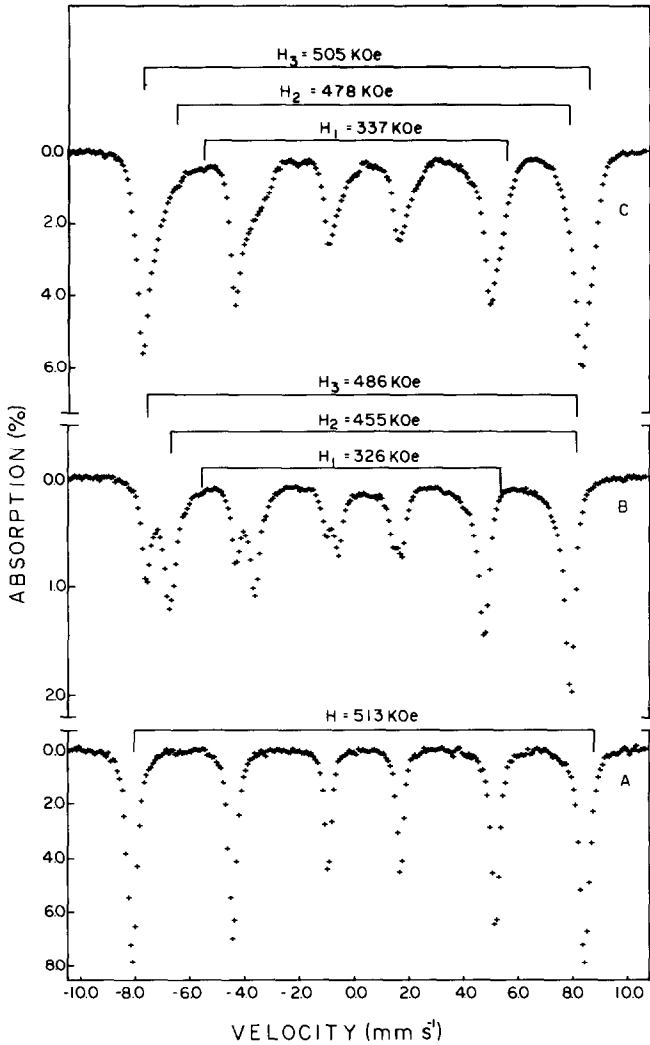 H3 = 505 KOe
H2 = 478 KOe
H1 = 337 KOe
0.0
2.0
4.0
6.0
C
H3 = 486 KOe
H2 = 455 KOe
H1 = 326 KOe
0.0
1.0
2.0
B
H = 513 KOe
0.0
2.0
4.0
6.0
8.0
A
ABSORPTION (%)
-10.0 -8.0 -6.0 -4.0 -2.0 0.0 2.0 4.0 6.0 8.0 10.0
VELOCITY (mm s-1)